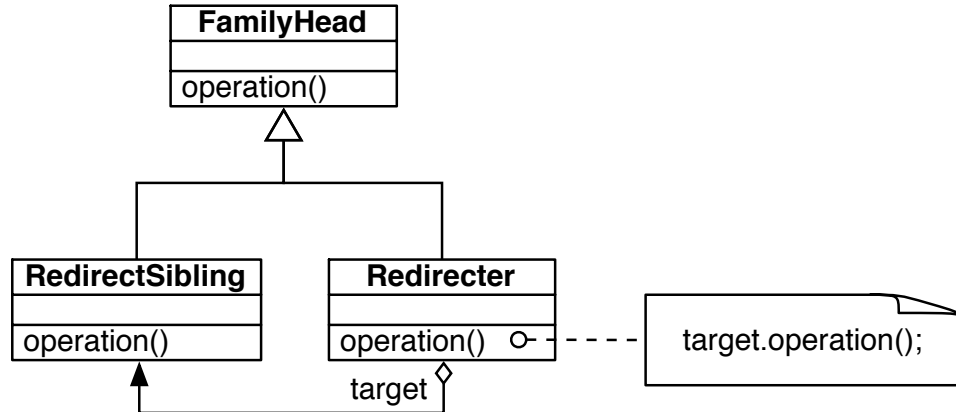 FamilyHead
operation()
RedirectSibling
operation()
Redirecter
operation()
target.operation();
target